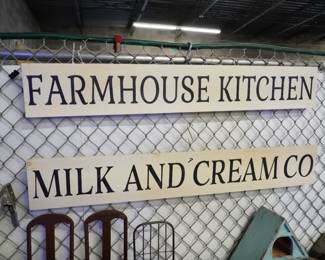 FARMHOUSE KITCHEN
MILK AND CREAM CO